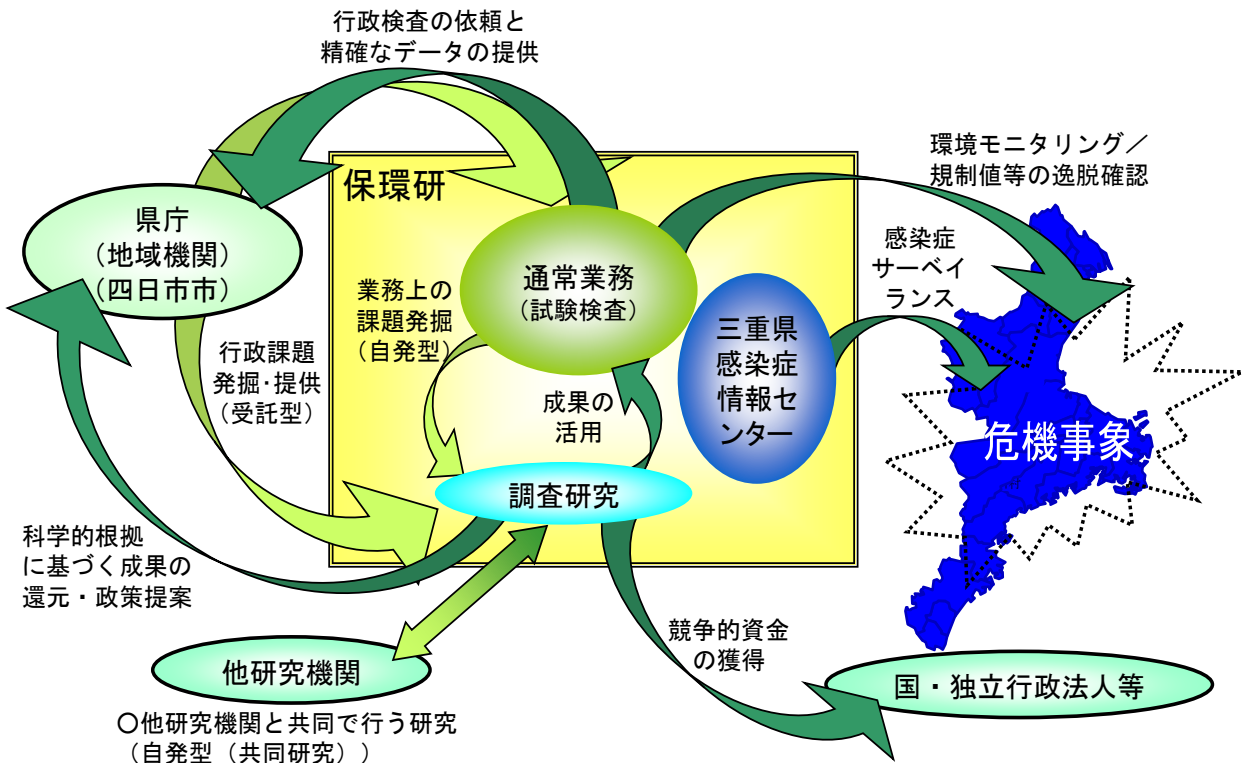 行政検査の依頼と
精確なデータの提供
環境モニタリング／
規制値等の逸脱確認
保環研
県庁
（地域機関）
（四日市市）
通常業務
（試験検査）
感染症
サーベイ
ランス
業務上の
課題発掘
（自発型）
三重県
感染症
情報セ
ンター
行政課題
発掘・提供
（受託型）
成果の
活用
危機事象
調査研究
科学的根拠
に基づく成果の
還元・政策提案
競争的資金
の獲得
他研究機関
国・独立行政法人等
〇他研究機関と共同で行う研究
（自発型（共同研究））